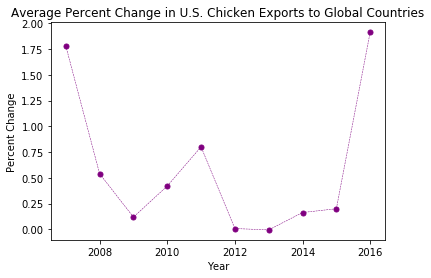 Average Percent Change in U.S. Chicken Exports to Global Countries
2.00
1.75
1.50
1.25
1.00
0.75
0.50
0.25
0.00
Percent Change
2008 2010 2012 2014 2016
Year